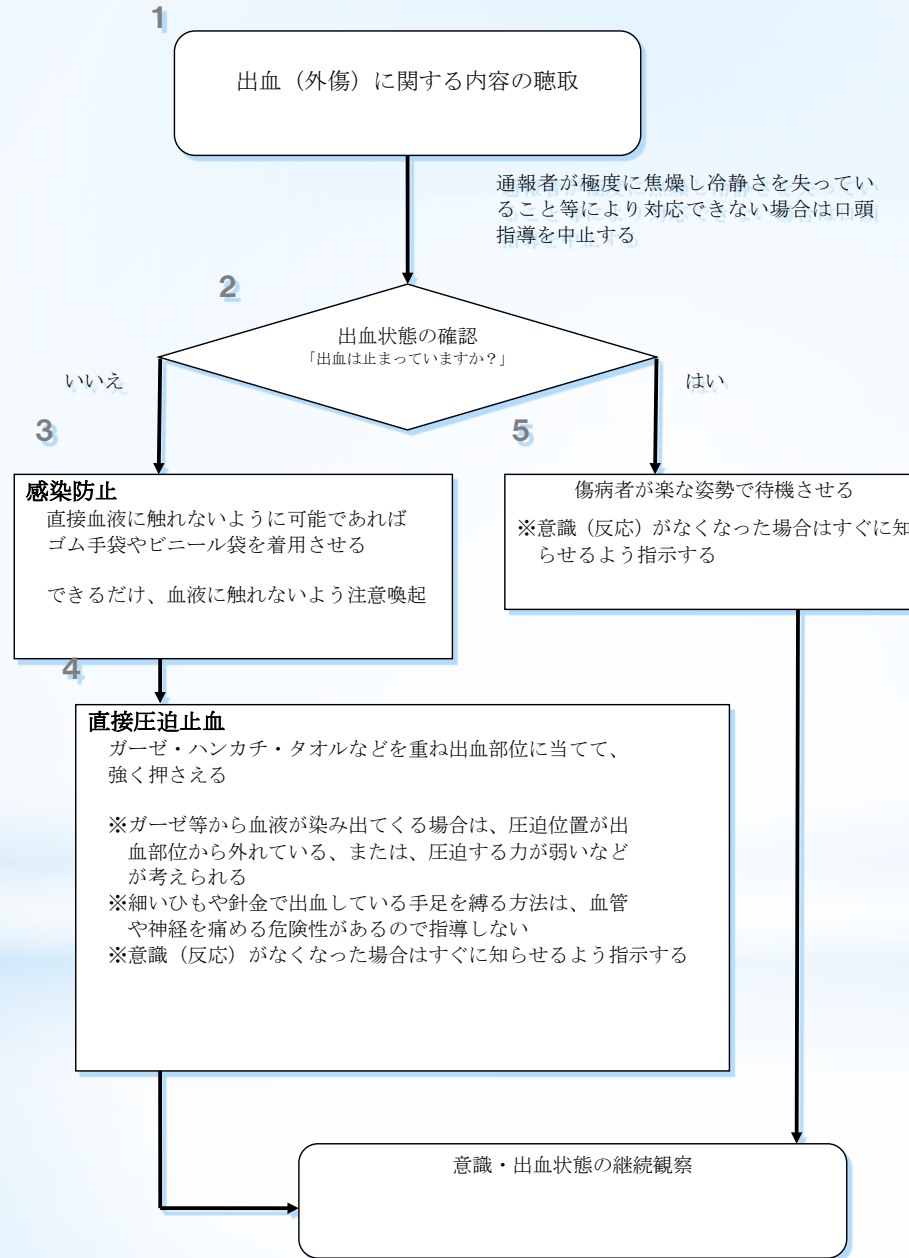 1
出血（外傷）に関する内容の聴取
通報者が極度に焦燥し冷静さを失ってい
ること等により対応できない場合は口頭
指導を中止する
2
出血状態の確認
「出血は止まっていますか？」
いいえ
はい
3
感染防止
直接血液に触れないように可能であれば
ゴム手袋やビニール袋を着用させる
できるだけ、血液に触れないよう注意喚起
5
傷病者が楽な姿勢で待機させる
※意識（反応）がなくなった場合はすぐに知
らせるよう指示する
4
直接圧迫止血
ガーゼ・ハンカチ・タオルなどを重ね出血部位に当てて、
強く押さえる
※ガーゼ等から血液が染み出てくる場合は、圧迫位置が出
血部位から外れている、または、圧迫する力が弱いなど
が考えられる
※細いひもや針金で出血している手足を縛る方法は、血管
や神経を痛める危険性があるので指導しない
※意識（反応）がなくなった場合はすぐに知らせるよう指示する
意識・出血状態の継続観察